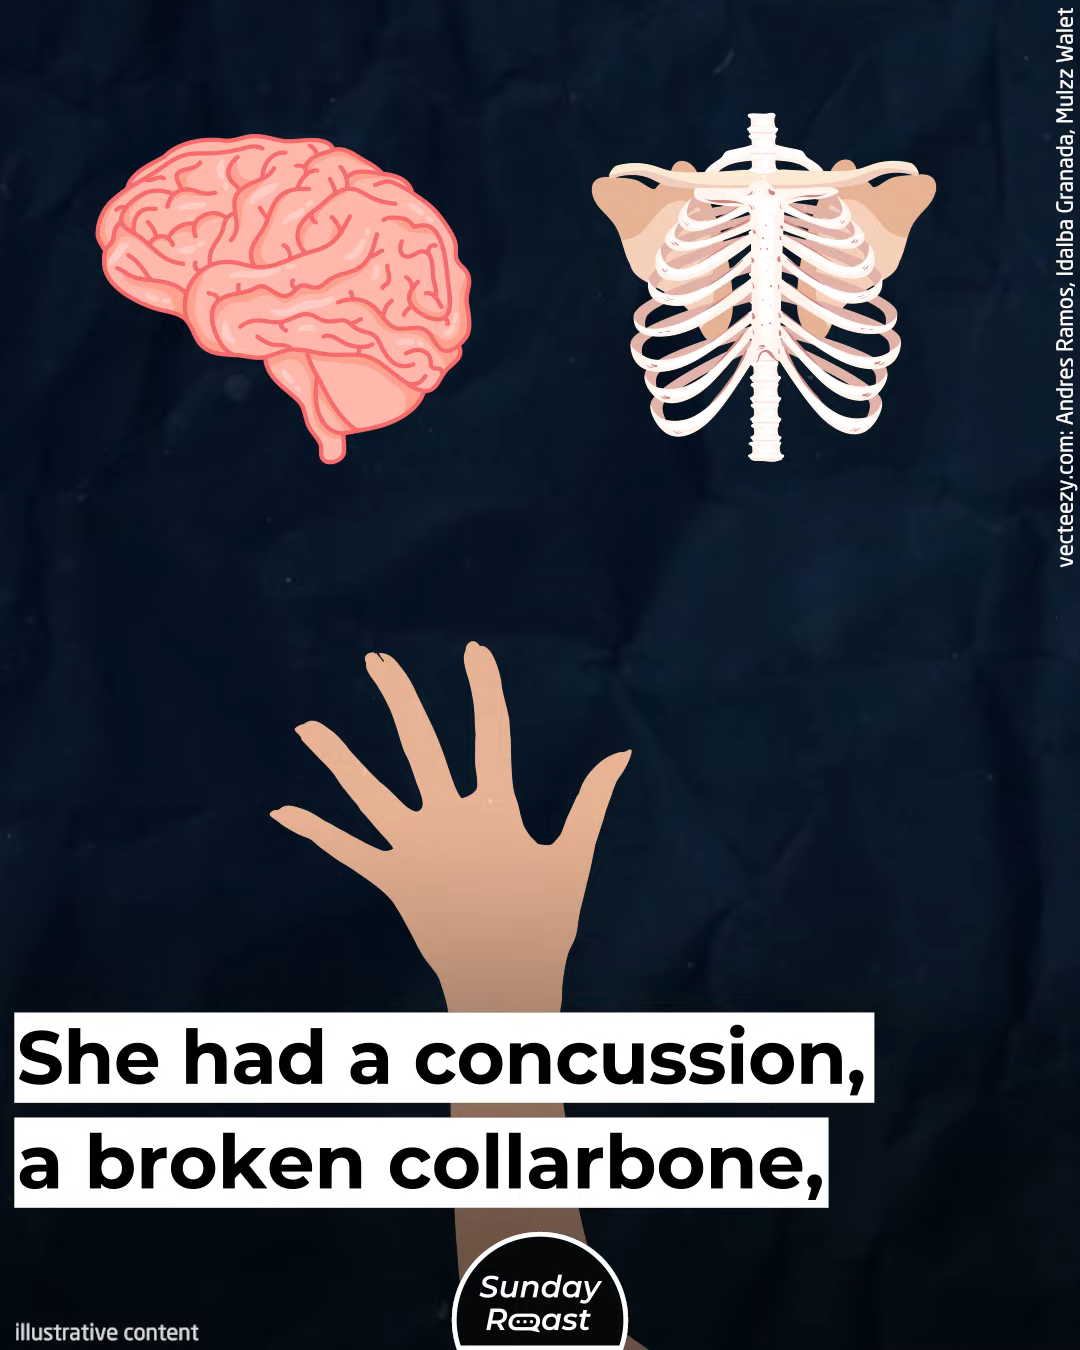 vecteezy.com: Andres Ramos, Idalba Granada, Mulzz Walet
She had a concussion,
a broken collarbone,
Sunday
Roast
illustrative content